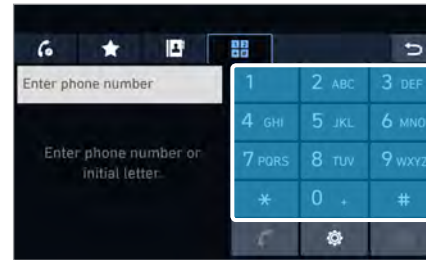 Enter phone number
Enter phone number or
initial letter.
1
2 ABC
3 DEF
4 GHI
5 JKL
6 MNO
7 PQRS
8 TUV
9 WXYZ
*
0 +
#